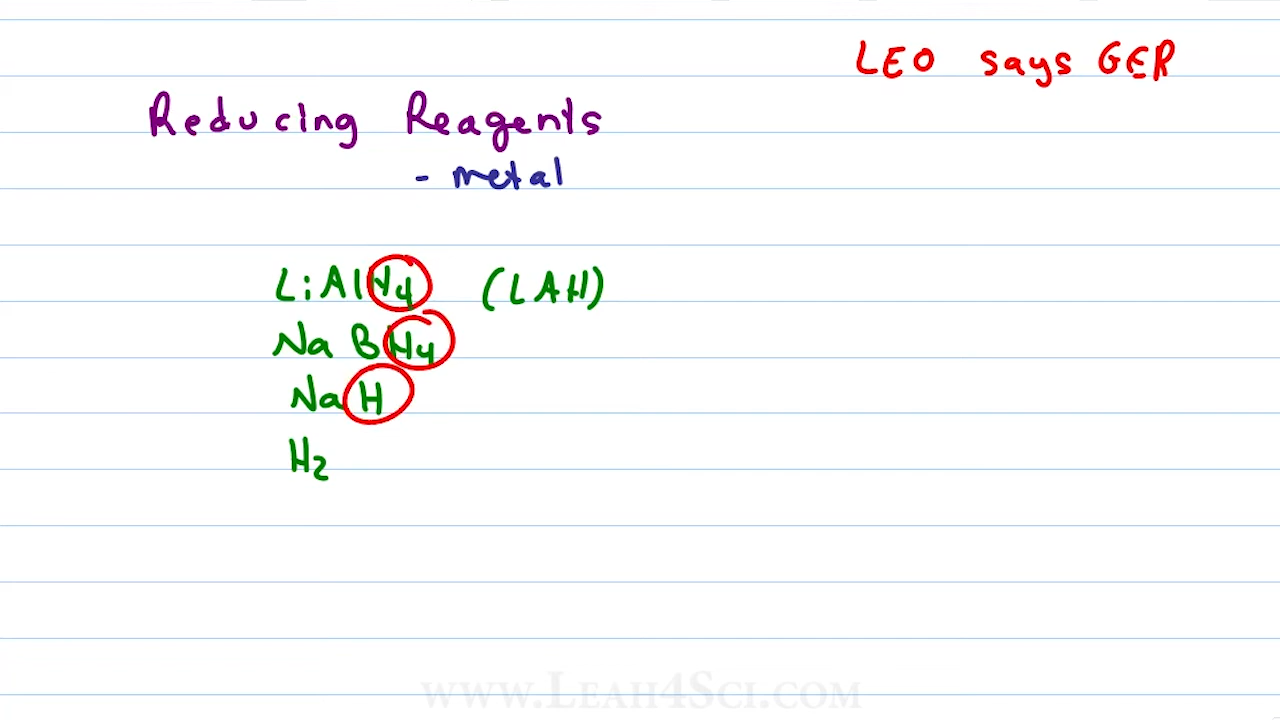 LEO says GER
Reducing Reagents
- metal
LiAlH4 (LAH)
NaBH4
NaH
H2
www.Leah4Sci.com